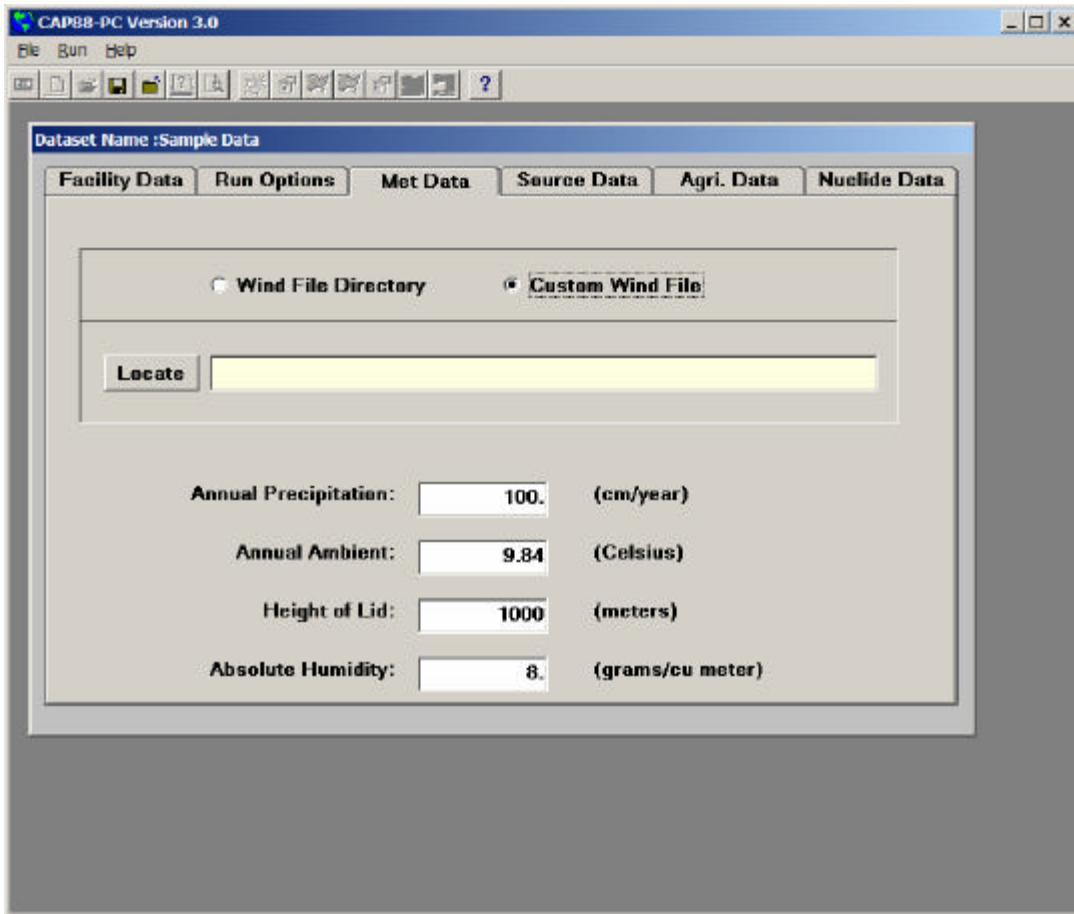 CAP88-PC Version 3.0
File Run Help
?
Dataset Name :Sample Data
Facility Data Run Options Met Data Source Data Agri. Data Nuclide Data
Wind File Directory Custom Wind File
Locate
Annual Precipitation: 100. (cm/year)
Annual Ambient: 9.84 (Celsius)
Height of Lid: 1000 (meters)
Absolute Humidity: 8. (grams/cu meter)